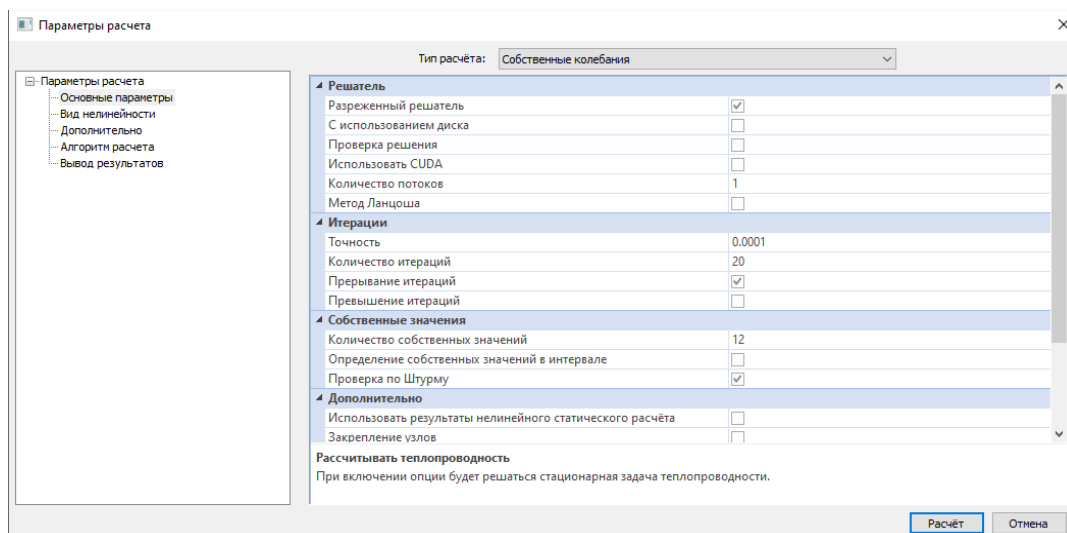 Параметры расчета
Тип расчёта: Собственные колебания
Параметры расчета
Основные параметры
Вид нелинейности
Дополнительно
Алгоритм расчета
Вывод результатов
Решатель
Разреженный решатель
С использованием диска
Проверка решения
Использовать CUDA
Количество потоков 1
Метод Ланцоша
Итерации
Точность 0.0001
Количество итераций 20
Прерывание итераций
Превышение итераций
Собственные значения
Количество собственных значений 12
Определение собственных значений в интервале
Проверка по Штурму
Дополнительно
Использовать результаты нелинейного статического расчёта
Закрепление узлов
Рассчитывать теплопроводность
При включении опции будет решаться стационарная задача теплопроводности.
Расчёт Отмена